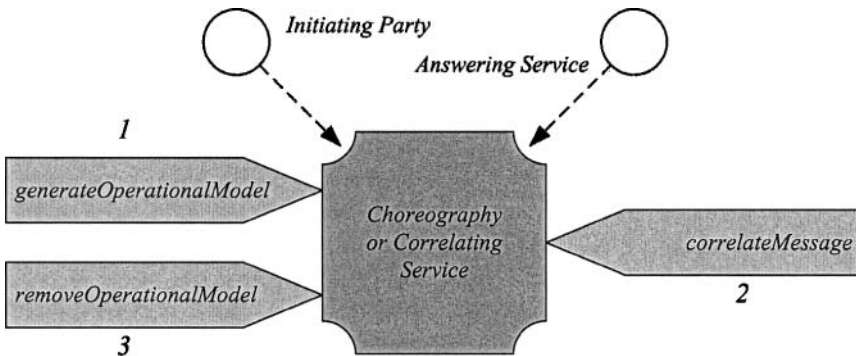 Initiating Party
Answering Service
1
generateOperationalModel
Choreography
or Correlating
Service
correlateMessage
2
removeOperationalModel
3